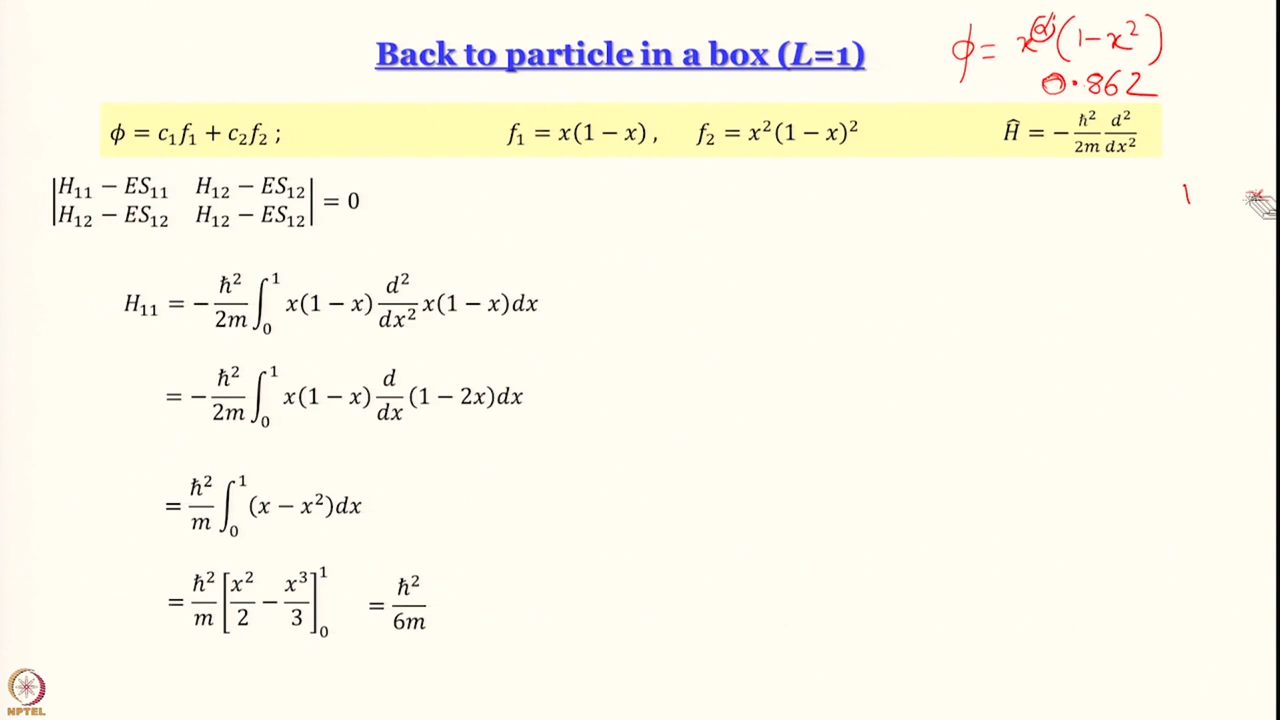 Back to particle in a box (L=1)
ϕ = x^α (1 − x²)
0.862
ϕ = c₁f₁ + c₂f₂ ; f₁ = x(1 − x) , f₂ = x²(1 − x)² Ĥ = −ħ²/2m d²/dx²
|H₁₁ − ES₁₁ H₁₂ − ES₁₂|
|H₁₂ − ES₁₂ H₁₂ − ES₁₂| = 0
H₁₁ = −ħ²/2m ∫₀¹ x(1 − x) d²/dx² x(1 − x)dx
= −ħ²/2m ∫₀¹ x(1 − x) d/dx (1 − 2x)dx
= ħ²/m ∫₀¹ (x − x²)dx
= ħ²/m [x²/2 − x³/3]₀¹ = ħ²/6m
NPTEL